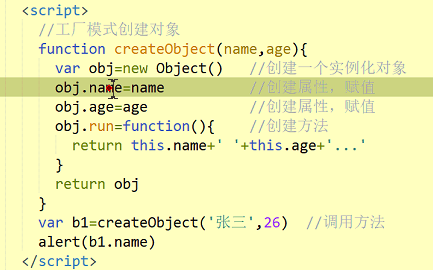 <script>
//工厂模式创建对象
function createObject(name,age){
var obj=new Object() //创建一个实例化对象
obj.name=name //创建属性，赋值
obj.age=age //创建属性，赋值
obj.run=function(){ //创建方法
return this.name+' '+this.age+'...'
}
return obj
}
var b1=createObject('张三',26) //调用方法
alert(b1.name)
</script>